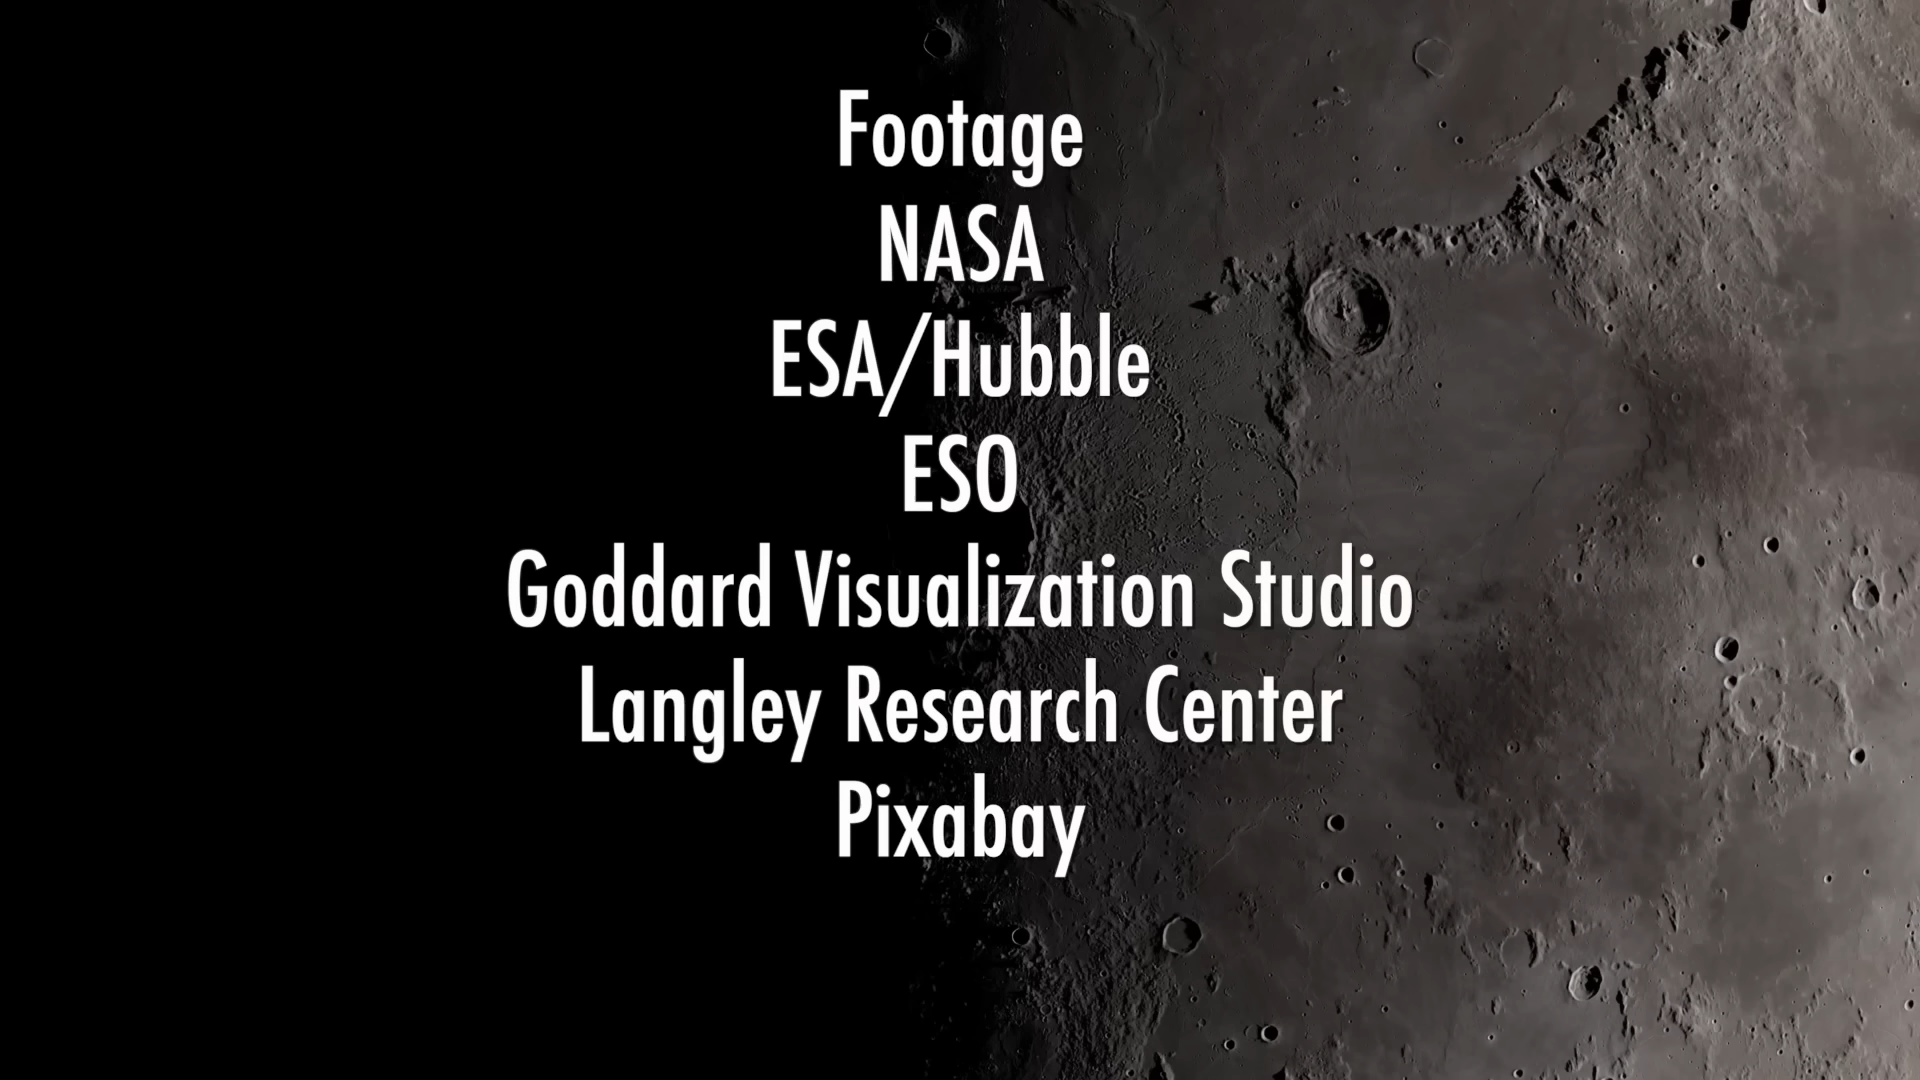 Footage
NASA
ESA/Hubble
ESO
Goddard Visualization Studio
Langley Research Center
Pixabay